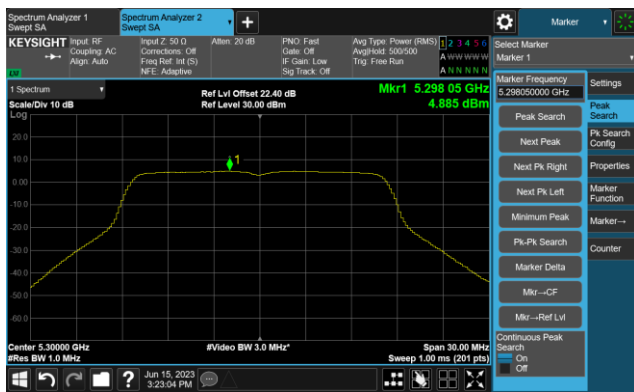 Spectrum Analyzer 1
Swept SA
Spectrum Analyzer 2
Swept SA
+
Marker
KEYSIGHT
Input: RF
Coupling: AC
Align: Auto
Input Z: 50 Ω
Corrections: Off
Freq Ref: Int (S)
NFE: Adaptive
Atten: 20 dB
PNO: Fast
Gate: Off
IF Gain: Low
Sig Track: Off
Avg Type: Power (RMS)
Avg|Hold: 500/500
Trig: Free Run
1 2 3 4 5 6
A W W W W W
A N N N N N
Select Marker
Marker 1
1 Spectrum
Scale/Div 10 dB
Log
Ref Lvl Offset 22.40 dB
Ref Level 30.00 dBm
Mkr1 5.298 05 GHz
4.885 dBm
20.0
10.0
0.00
-10.0
-20.0
-30.0
-40.0
-50.0
-60.0
1
Center 5.30000 GHz
#Res BW 1.0 MHz
#Video BW 3.0 MHz*
Span 30.00 MHz
Sweep 1.00 ms (201 pts)
Marker Frequency
5.298050000 GHz
Peak Search
Next Peak
Next Pk Right
Next Pk Left
Minimum Peak
Pk-Pk Search
Marker Delta
Mkr→CF
Mkr→Ref Lvl
Continuous Peak
Search
On
Off
Settings
Peak
Search
Pk Search
Config
Properties
Marker
Function
Marker→
Counter
?
Jun 15, 2023
3:23:04 PM